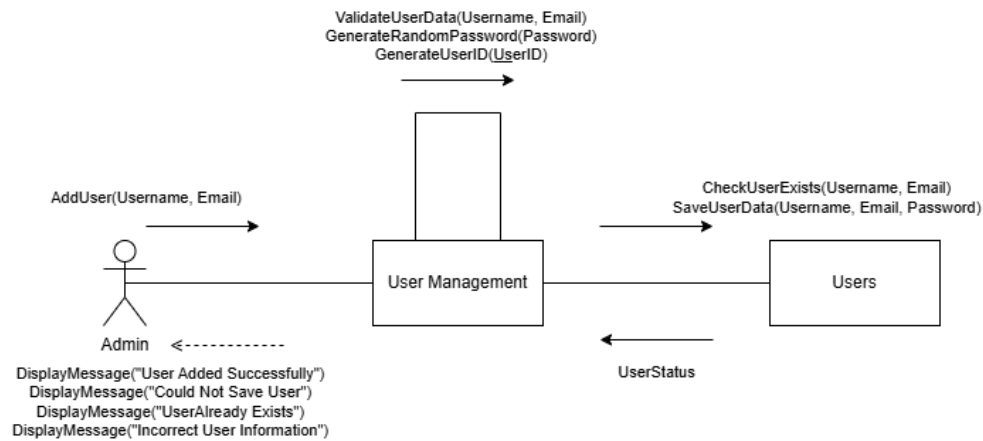 ValidateUserData(Username, Email)
GenerateRandomPassword(Password)
GenerateUserID(UserID)
AddUser(Username, Email)
CheckUserExists(Username, Email)
SaveUserData(Username, Email, Password)
User Management
Users
Admin
UserStatus
DisplayMessage("User Added Successfully")
DisplayMessage("Could Not Save User")
DisplayMessage("UserAlready Exists")
DisplayMessage("Incorrect User Information")